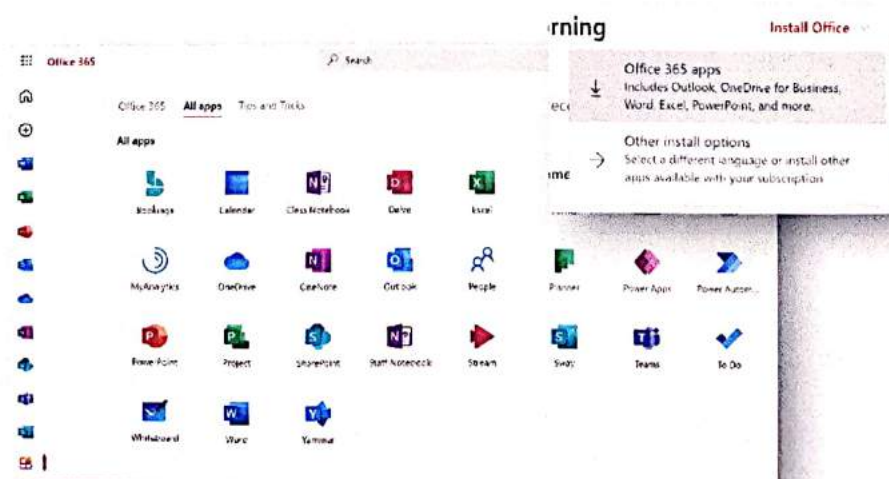 Office 365
Search
Office 365 All apps Tips and Tricks
All apps
Bookings Calendar Class Notebook Delve Excel
MyAnalytics OneDrive OneNote Outlook People Planner Power Apps Power Autom...
PowerPoint Project SharePoint Staff Notebook Stream Sway Teams To Do
Whiteboard Word Yammer
rning
Install Office
Office 365 apps
Includes Outlook, OneDrive for Business,
Word, Excel, PowerPoint, and more.
Other install options
Select a different language or install other
apps available with your subscription